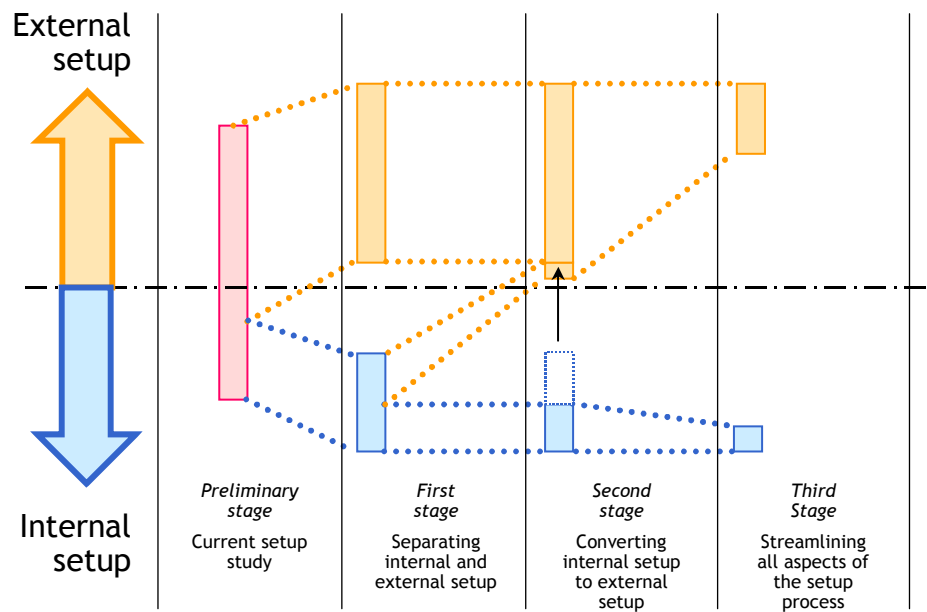 External
setup
Internal
setup
Preliminary
stage
Current setup
study
First
stage
Separating
internal and
external setup
Second
stage
Converting
internal setup
to external
setup
Third
Stage
Streamlining
all aspects of
the setup
process